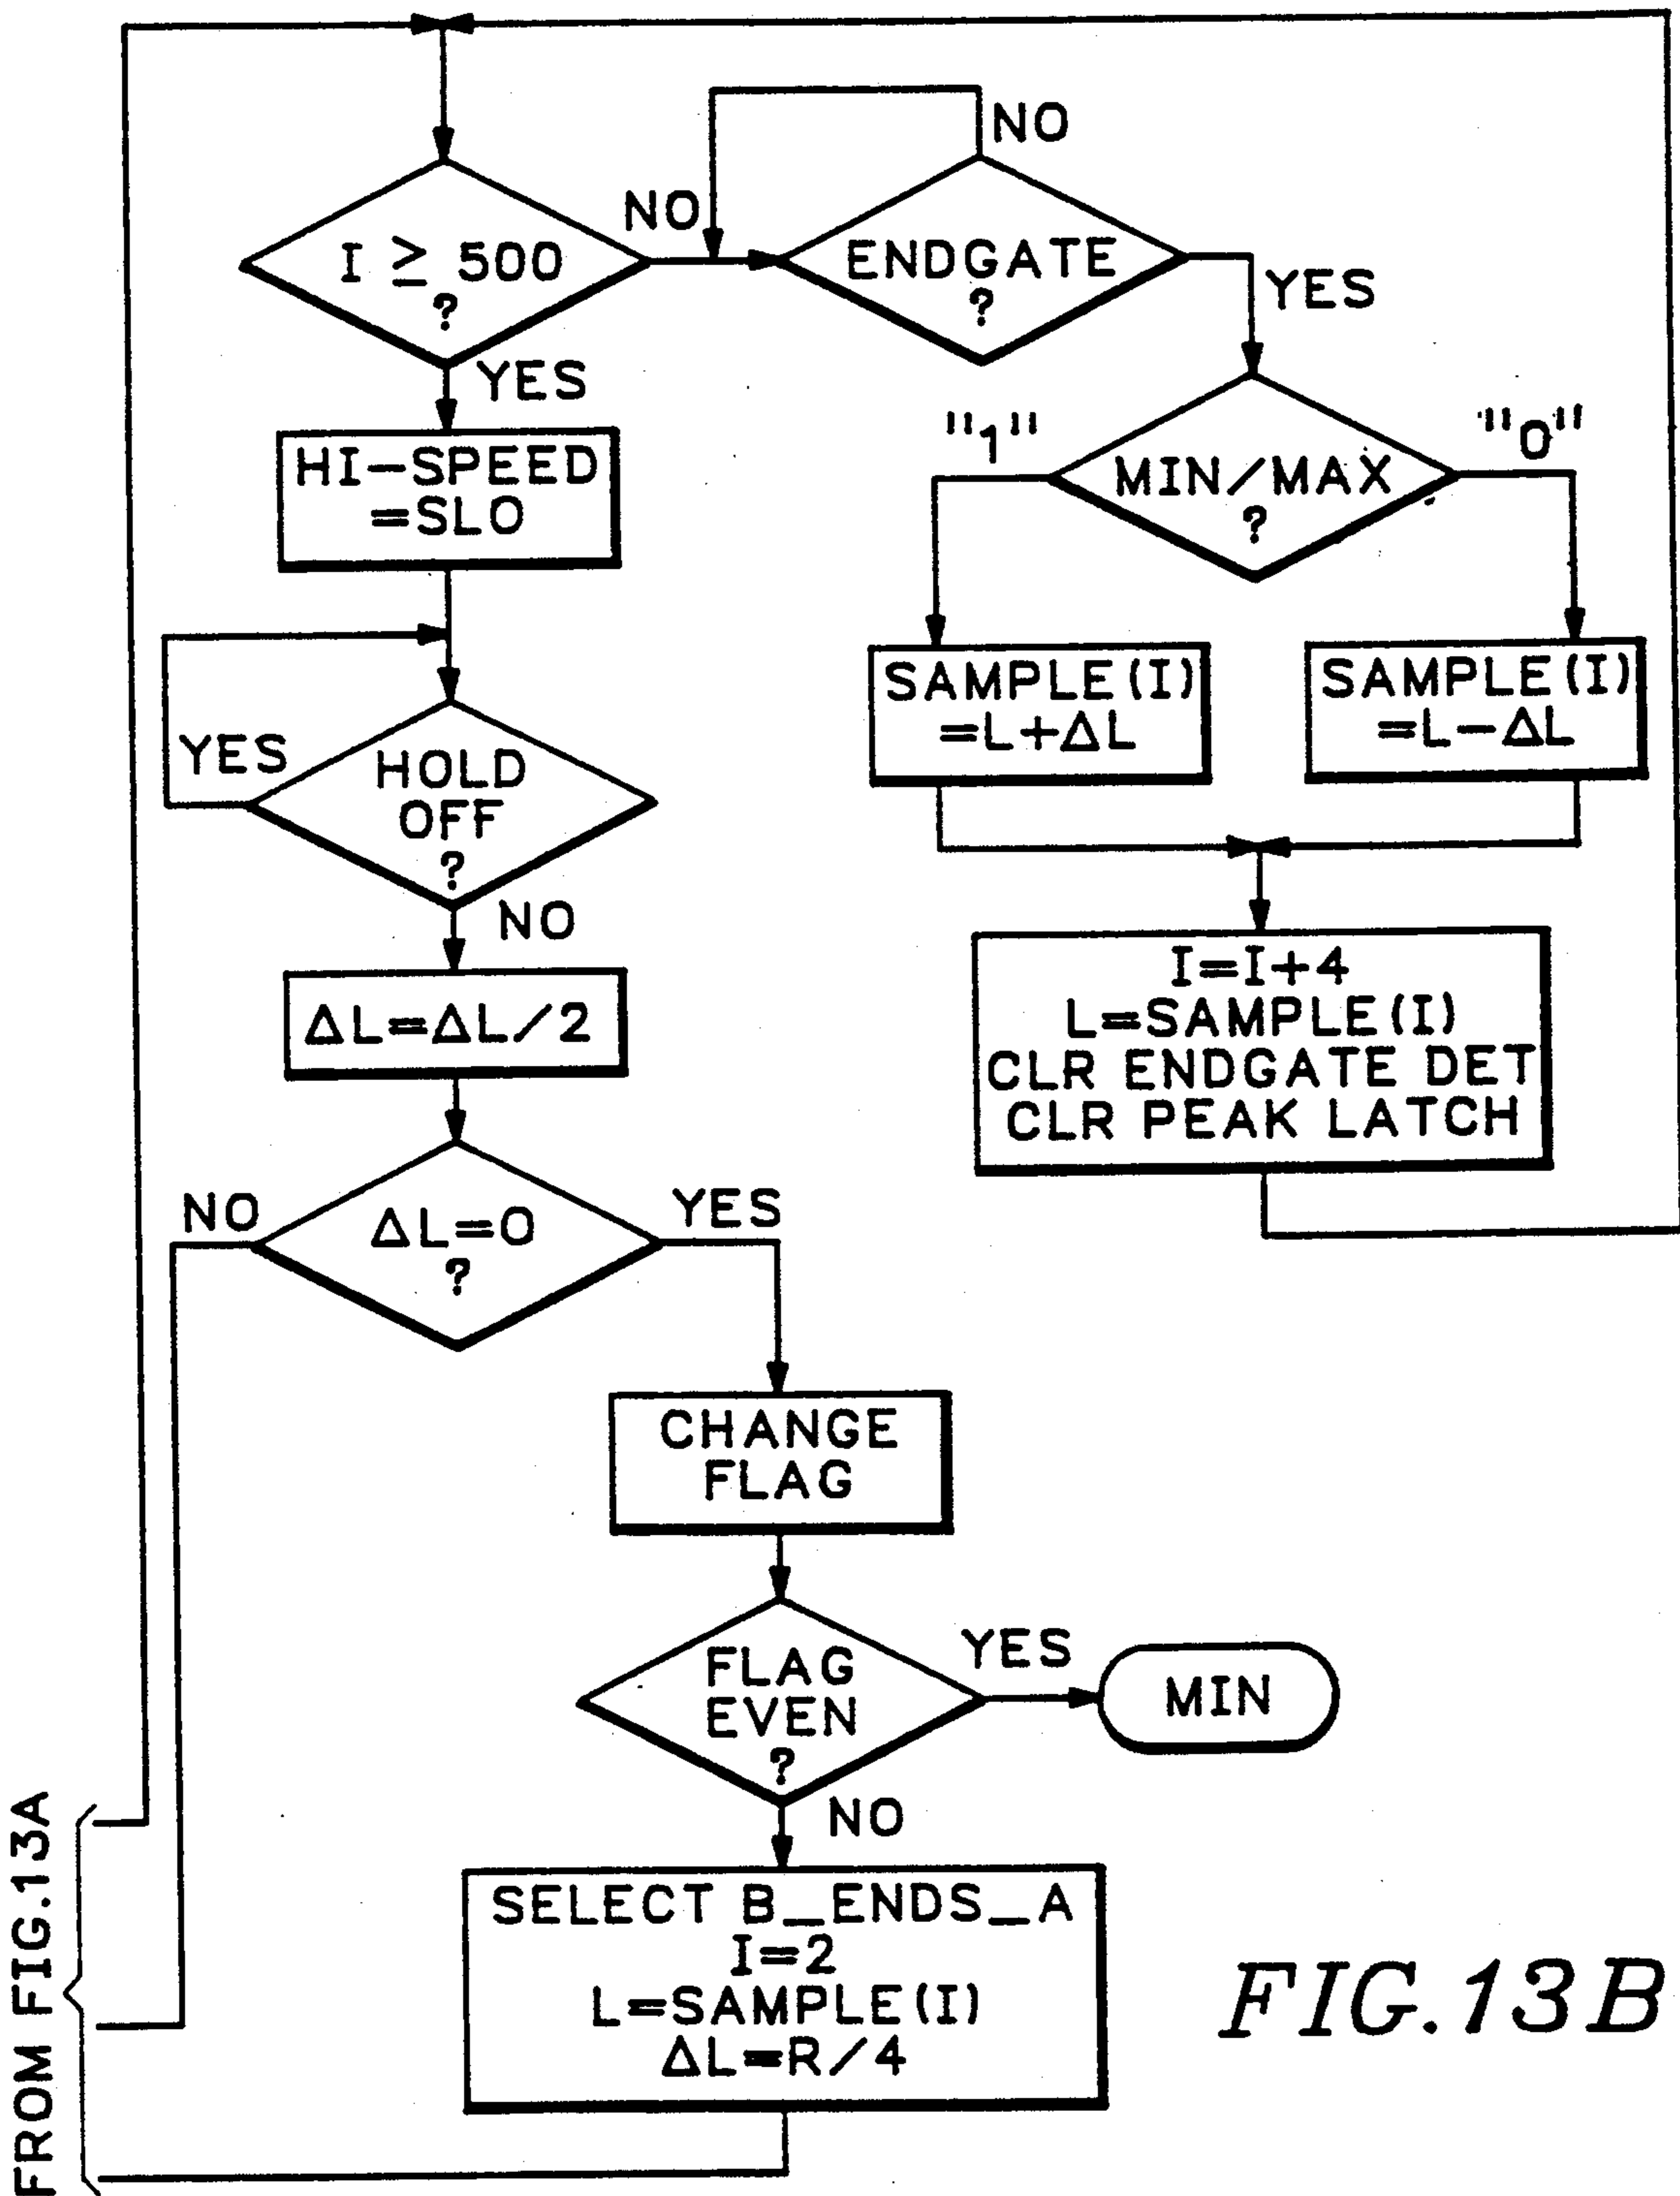 NO
I ≥ 500
?
NO
ENDGATE
?
YES
YES
HI-SPEED
=SLO
"1"
MIN/MAX
?
"0"
SAMPLE(I)
=L+ΔL
SAMPLE(I)
=L-ΔL
YES
HOLD
OFF
?
NO
I=I+4
L=SAMPLE(I)
CLR ENDGATE DET
CLR PEAK LATCH
ΔL=ΔL/2
NO
ΔL=0
?
YES
CHANGE
FLAG
FLAG
EVEN
?
YES
MIN
NO
SELECT B_ENDS_A
I=2
L=SAMPLE(I)
ΔL=R/4
FROM FIG.13A
FIG.13B